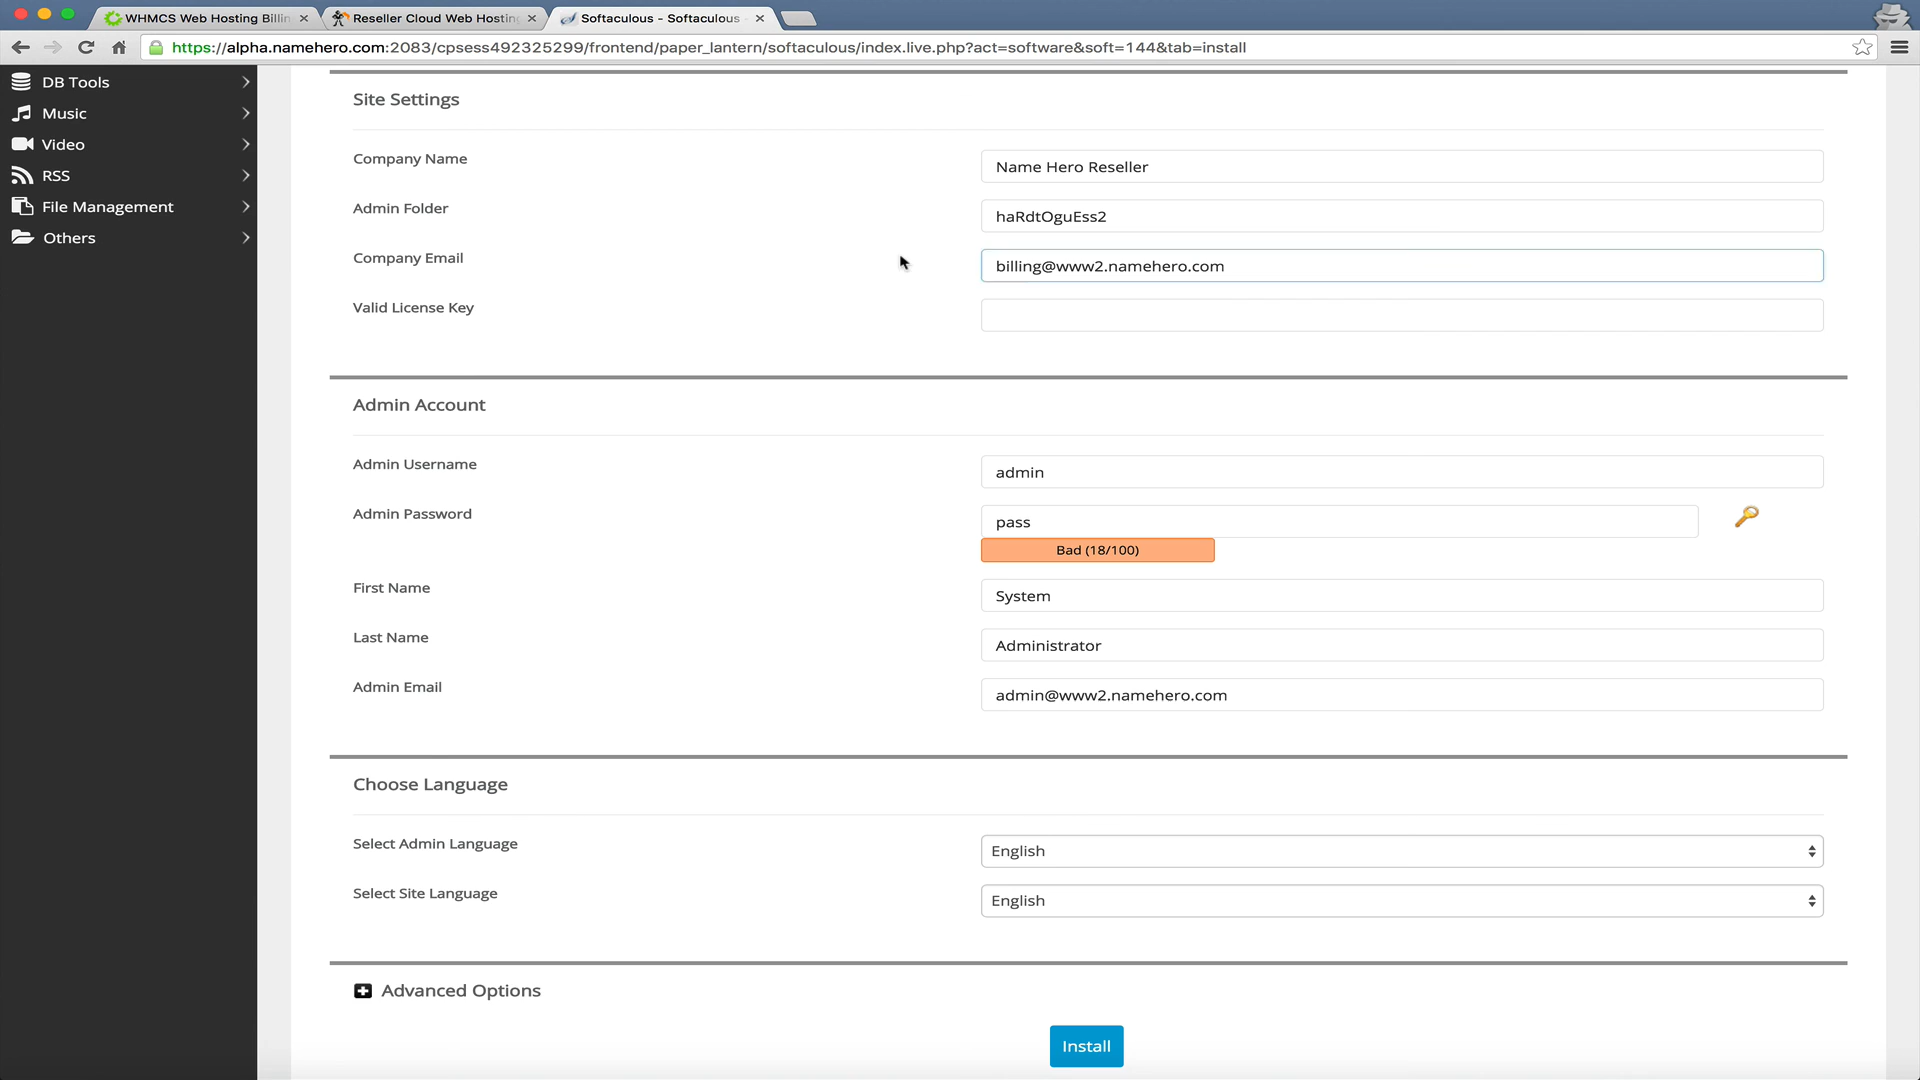 WHMCS Web Hosting Billin
Reseller Cloud Web Hosting
Softaculous - Softaculous
https://alpha.namehero.com:2083/cpsess492325299/frontend/paper_lantern/softaculous/index.live.php?act=software&soft=144&tab=install
DB Tools
Music
Video
RSS
File Management
Others
Site Settings
Company Name
Name Hero Reseller
Admin Folder
haRdtOguEss2
Company Email
billing@www2.namehero.com
Valid License Key
Admin Account
Admin Username
admin
Admin Password
pass
Bad (18/100)
First Name
System
Last Name
Administrator
Admin Email
admin@www2.namehero.com
Choose Language
Select Admin Language
English
Select Site Language
English
Advanced Options
Install